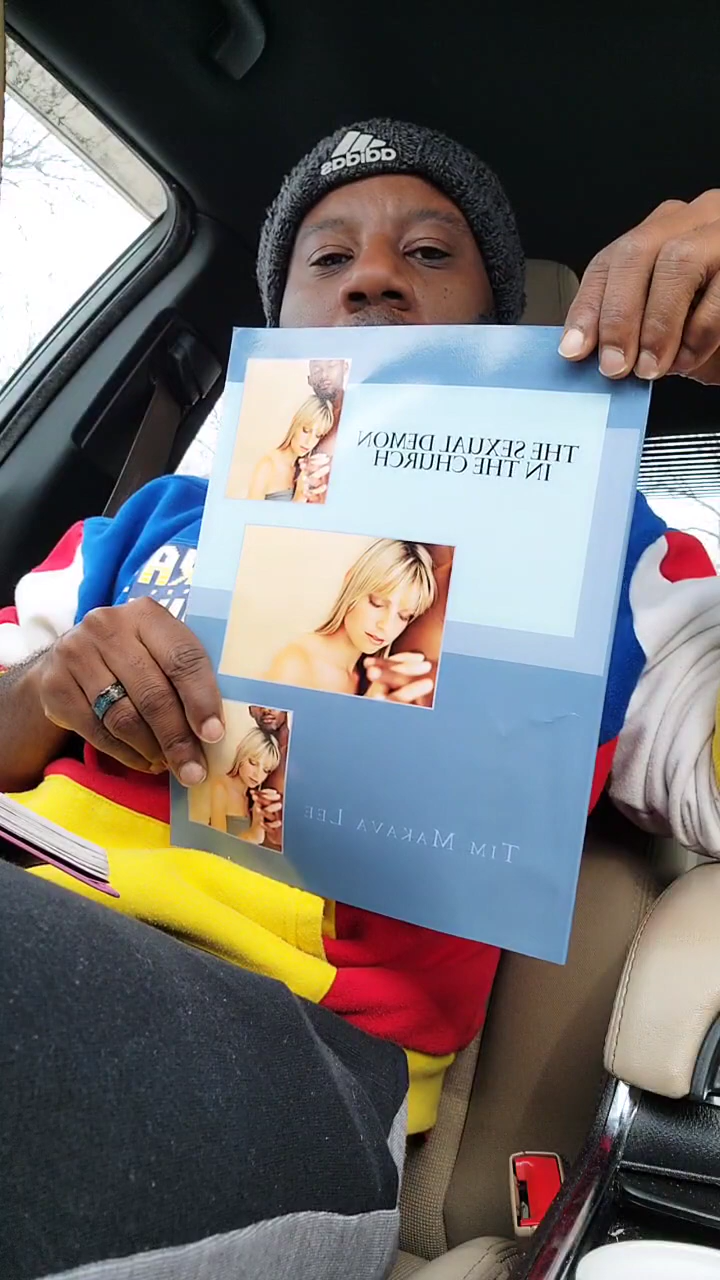 adidas
THE SEXUAL DEMON
IN THE CHURCH
TIM MAKAVA LEE